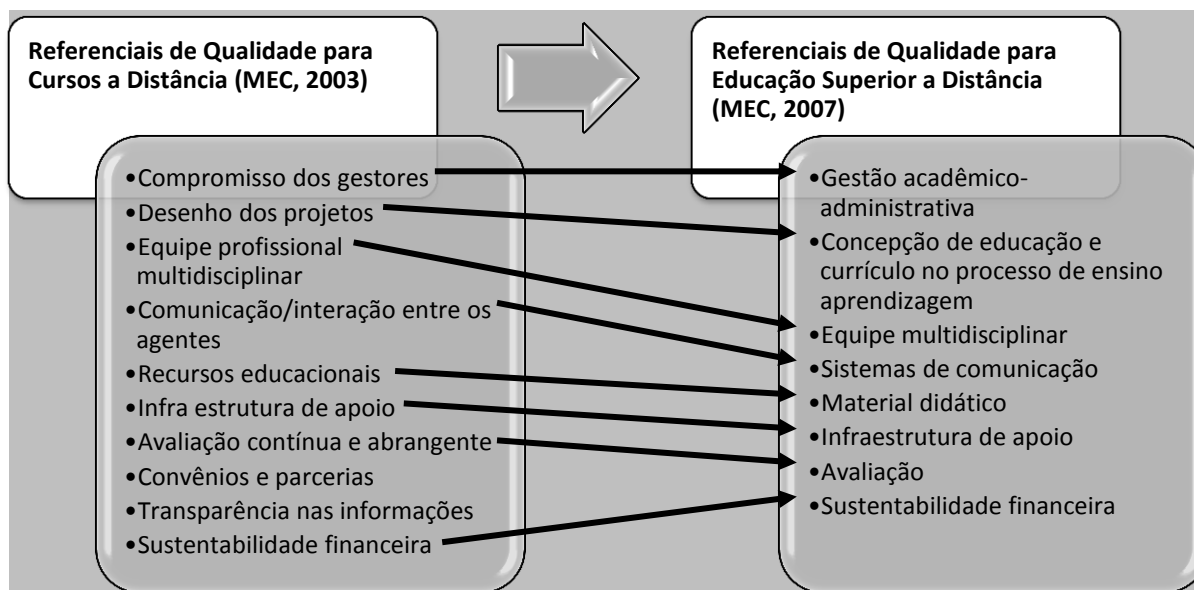 Referenciais de Qualidade para
Cursos a Distância (MEC, 2003)
•Compromisso dos gestores
•Desenho dos projetos
•Equipe profissional
multidisciplinar
•Comunicação/interação entre os
agentes
•Recursos educacionais
•Infra estrutura de apoio
•Avaliação contínua e abrangente
•Convênios e parcerias
•Transparência nas informações
•Sustentabilidade financeira
Referenciais de Qualidade para
Educação Superior a Distância
(MEC, 2007)
•Gestão acadêmico-
administrativa
•Concepção de educação e
currículo no processo de ensino
aprendizagem
•Equipe multidisciplinar
•Sistemas de comunicação
•Material didático
•Infraestrutura de apoio
•Avaliação
•Sustentabilidade financeira